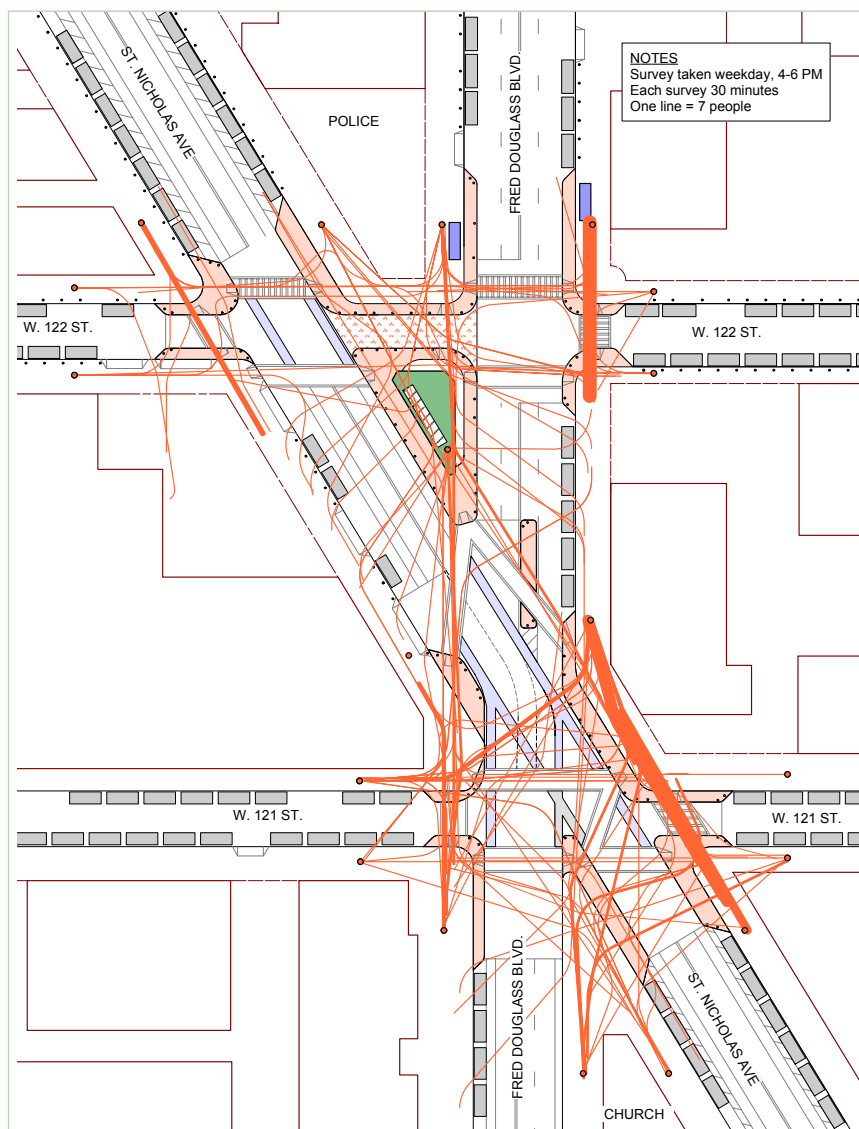 ST. NICHOLAS AVE
FRED DOUGLASS BLVD.
NOTES
Survey taken weekday, 4-6 PM
Each survey 30 minutes
One line = 7 people
POLICE
W. 122 ST.
W. 122 ST.
W. 121 ST.
W. 121 ST.
FRED DOUGLASS BLVD.
ST. NICHOLAS AVE
CHURCH